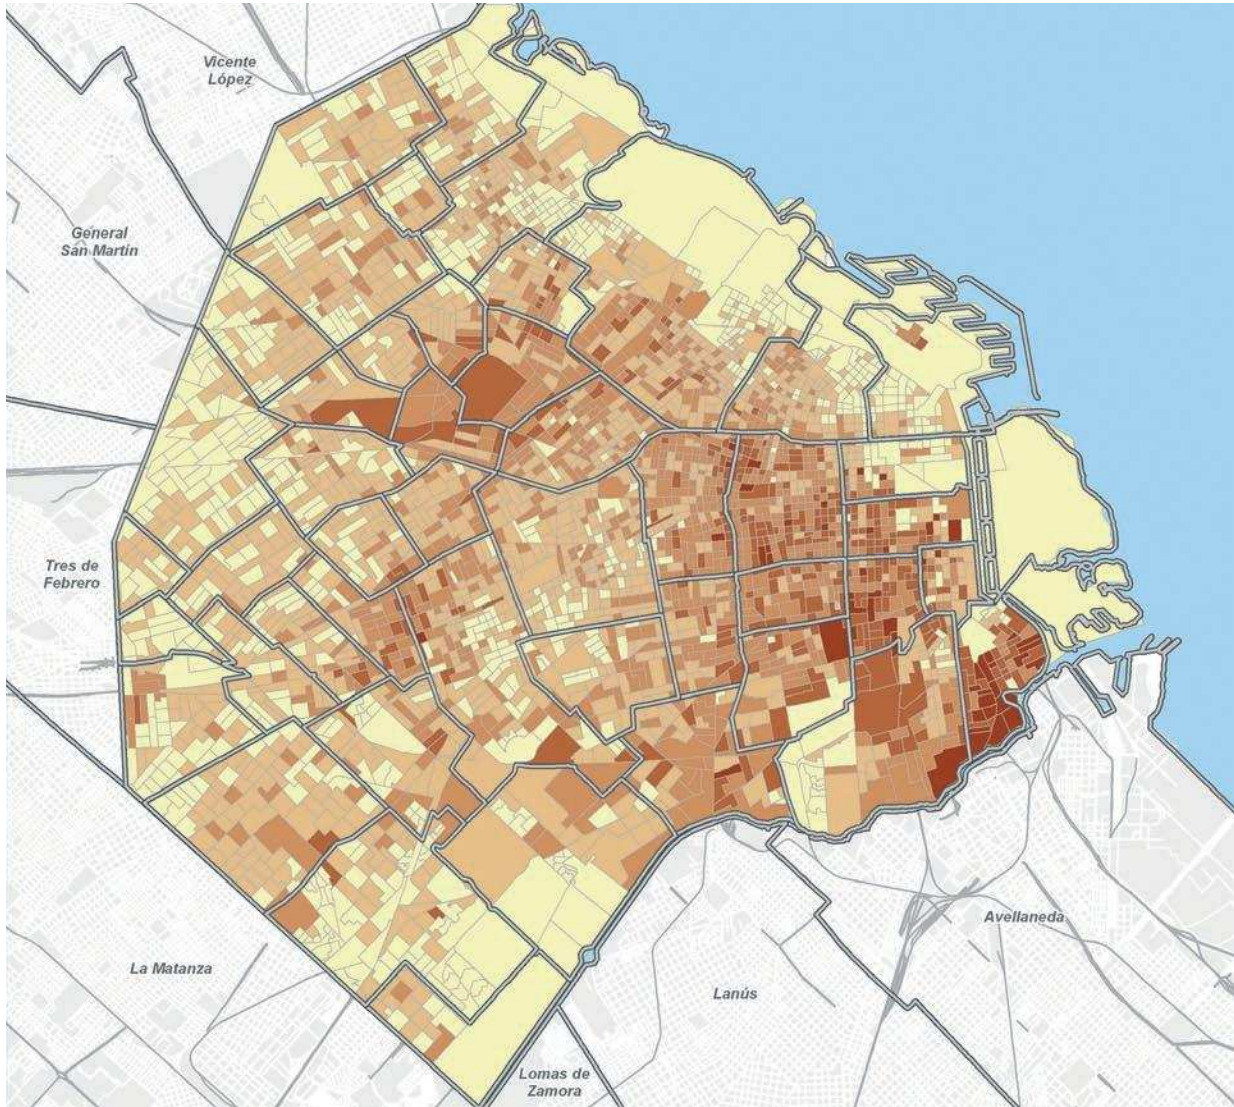 Vicente
López
General
San Martín
Tres de
Febrero
La Matanza
Lanús
Avellaneda
Lomas de
Zamora